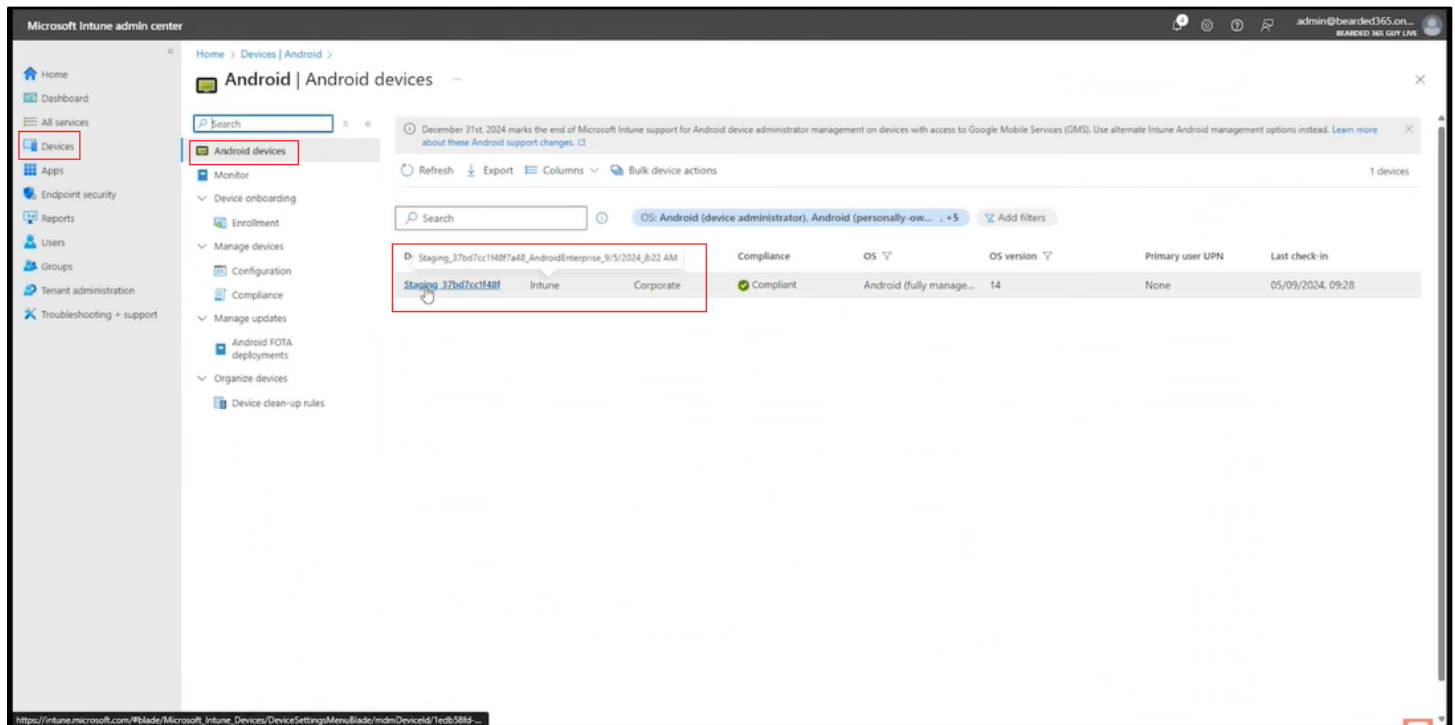 Microsoft Intune admin center
4
admin@bearded365.on...
BEARDED 365 GUY LIVE
Home
Dashboard
All services
Devices
Apps
Endpoint security
Reports
Users
Groups
Tenant administration
Troubleshooting + support
Home > Devices | Android >
Android | Android devices
Search
Android devices
Monitor
Device onboarding
Enrollment
Manage devices
Configuration
Compliance
Manage updates
Android FOTA
deployments
Organize devices
Device clean-up rules
December 31st, 2024 marks the end of Microsoft Intune support for Android device administrator management on devices with access to Google Mobile Services (GMS). Use alternate Intune Android management options instead. Learn more
about these Android support changes.
Refresh Export Columns Bulk device actions 1 devices
Search OS: Android (device administrator), Android (personally-ow... , +5 Add filters
D Staging_37bd7cc1f48f7a48_AndroidEnterprise_9/5/2024_8:22 AM Compliance OS OS version Primary user UPN Last check-in
Staging_37bd7cc1f48f Intune Corporate Compliant Android (fully manage... 14 None 05/09/2024, 09:28
https://intune.microsoft.com/#blade/Microsoft_Intune_Devices/DeviceSettingsMenuBlade/mdmDeviceId/1edb58fd-...